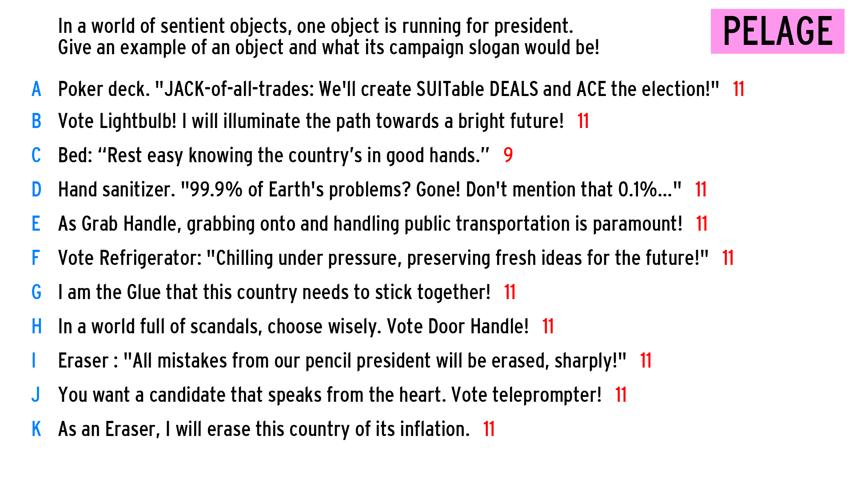 In a world of sentient objects, one object is running for president.
Give an example of an object and what its campaign slogan would be!
PELAGE
A Poker deck. "JACK-of-all-trades: We'll create SUITable DEALS and ACE the election!" 11
B Vote Lightbulb! I will illuminate the path towards a bright future! 11
C Bed: “Rest easy knowing the country’s in good hands.” 9
D Hand sanitizer. "99.9% of Earth's problems? Gone! Don't mention that 0.1%..." 11
E As Grab Handle, grabbing onto and handling public transportation is paramount! 11
F Vote Refrigerator: "Chilling under pressure, preserving fresh ideas for the future!" 11
G I am the Glue that this country needs to stick together! 11
H In a world full of scandals, choose wisely. Vote Door Handle! 11
I Eraser : "All mistakes from our pencil president will be erased, sharply!" 11
J You want a candidate that speaks from the heart. Vote teleprompter! 11
K As an Eraser, I will erase this country of its inflation. 11